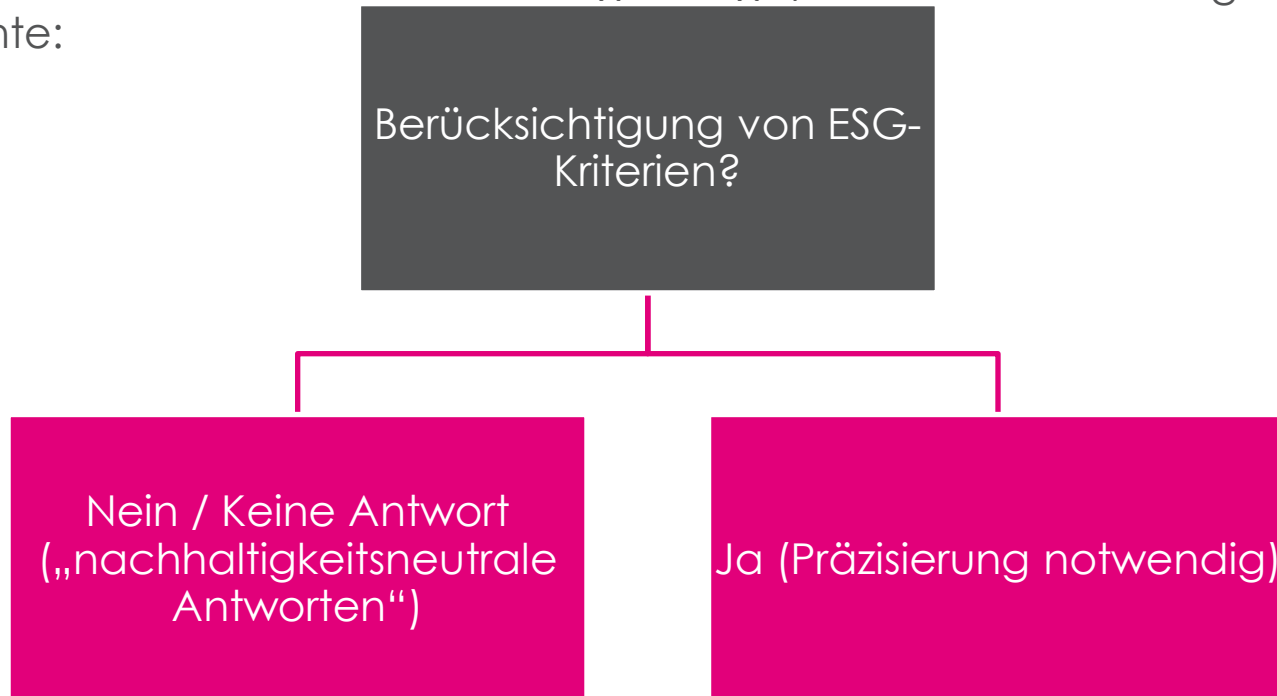 nte:
Berücksichtigung von ESG-
Kriterien?
Nein / Keine Antwort
(„nachhaltigkeitsneutrale
Antworten“)
Ja (Präzisierung notwendig)